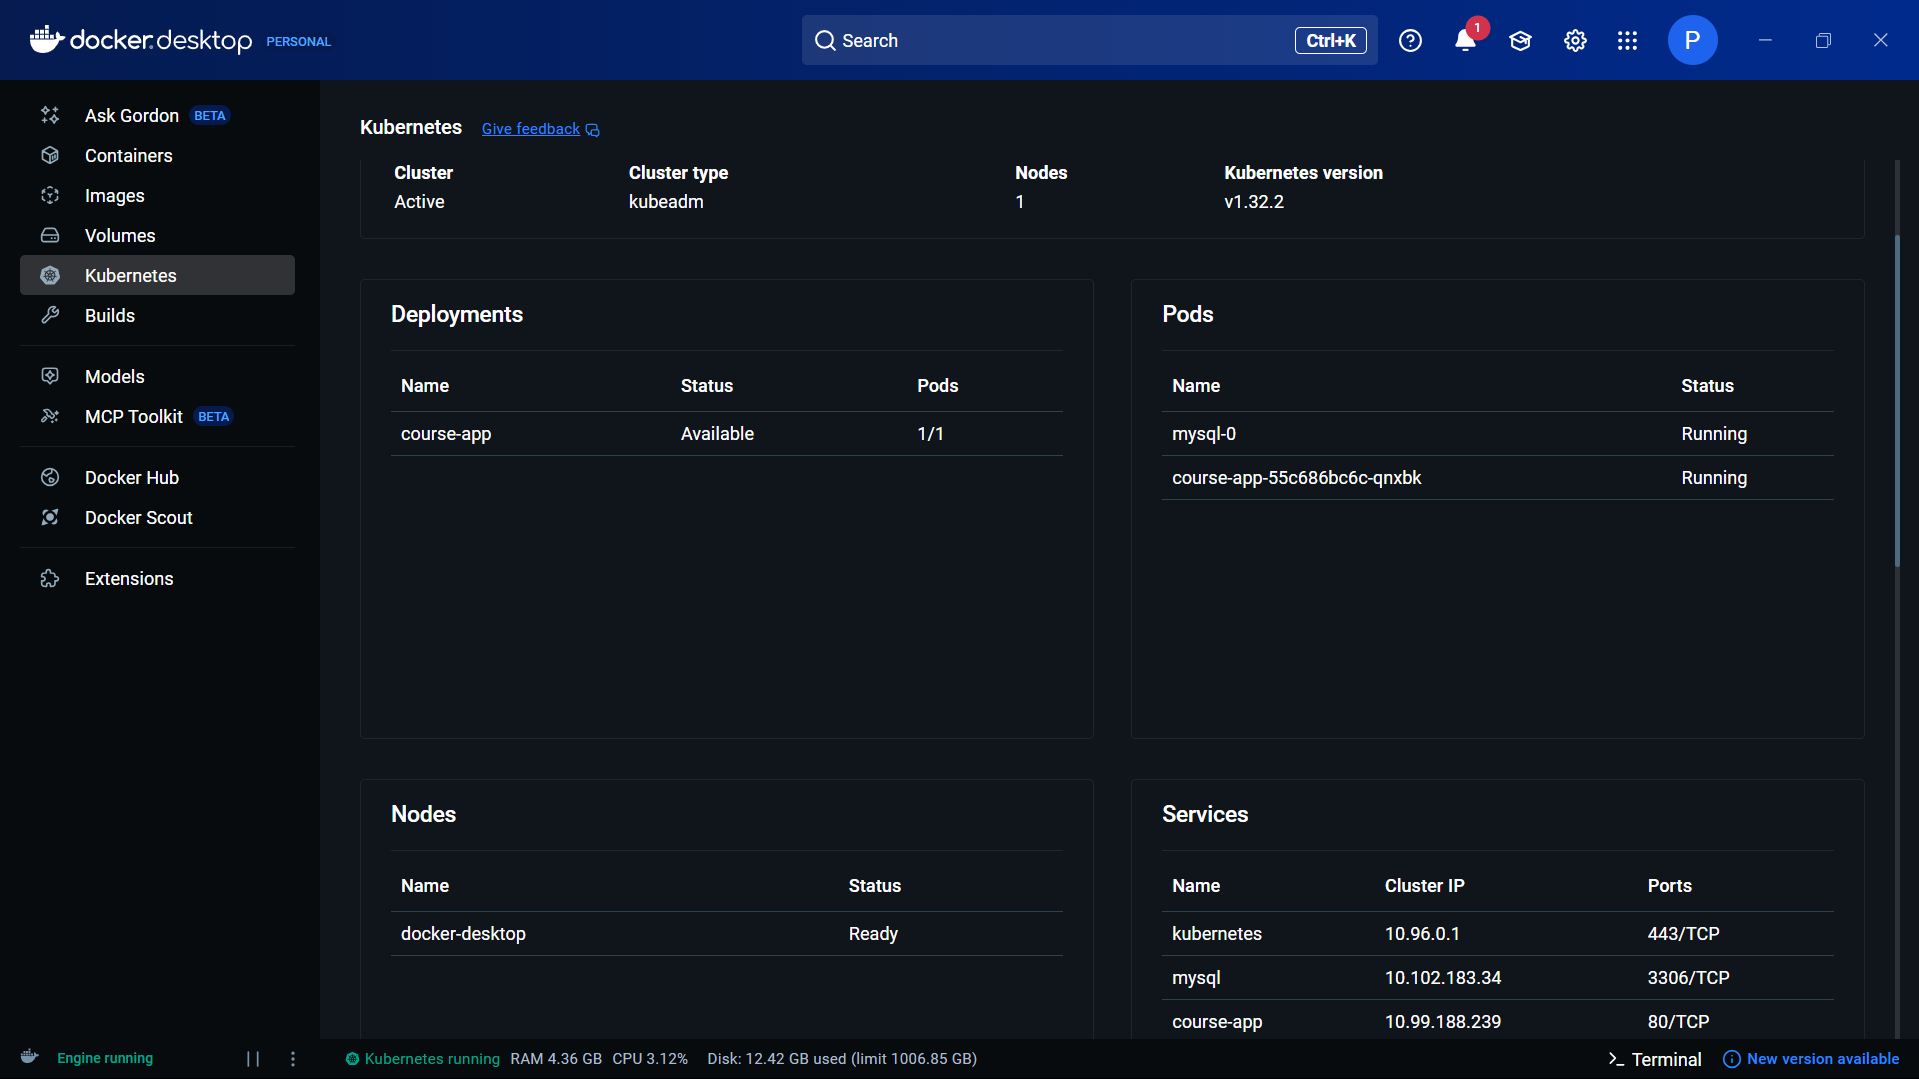 docker.desktop PERSONAL
Search Ctrl+K
1
P
Ask Gordon BETA
Containers
Images
Volumes
Kubernetes
Builds
Models
MCP Toolkit BETA
Docker Hub
Docker Scout
Extensions
Kubernetes Give feedback
Cluster Cluster type Nodes Kubernetes version
Active kubeadm 1 v1.32.2
Deployments
Name Status Pods
course-app Available 1/1
Pods
Name Status
mysql-0 Running
course-app-55c686bc6c-qnxbk Running
Nodes
Name Status
docker-desktop Ready
Services
Name Cluster IP Ports
kubernetes 10.96.0.1 443/TCP
mysql 10.102.183.34 3306/TCP
course-app 10.99.188.239 80/TCP
Engine running
Kubernetes running RAM 4.36 GB CPU 3.12% Disk: 12.42 GB used (limit 1006.85 GB)
Terminal
New version available